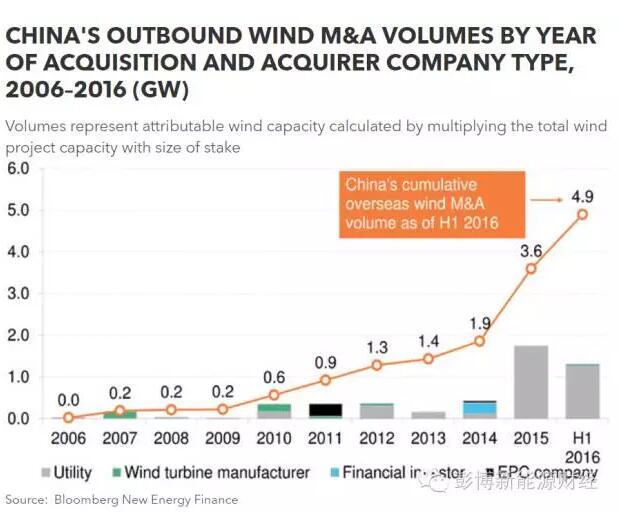 CHINA'S OUTBOUND WIND M&A VOLUMES BY YEAR
OF ACQUISITION AND ACQUIRER COMPANY TYPE,
2006–2016 (GW)
Volumes represent attributable wind capacity calculated by multiplying the total wind
project capacity with size of stake
6.0
5.0
4.0
3.0
2.0
1.0
0.0
China's cumulative
overseas wind M&A
volume as of H1 2016
0.0
0.2
0.2
0.2
0.6
0.9
1.3
1.4
1.9
3.6
4.9
2006 2007 2008 2009 2010 2011 2012 2013 2014 2015 H1
2016
Utility Wind turbine manufacturer Financial investor EPC company
彭博新能源财经
Source: Bloomberg New Energy Finance